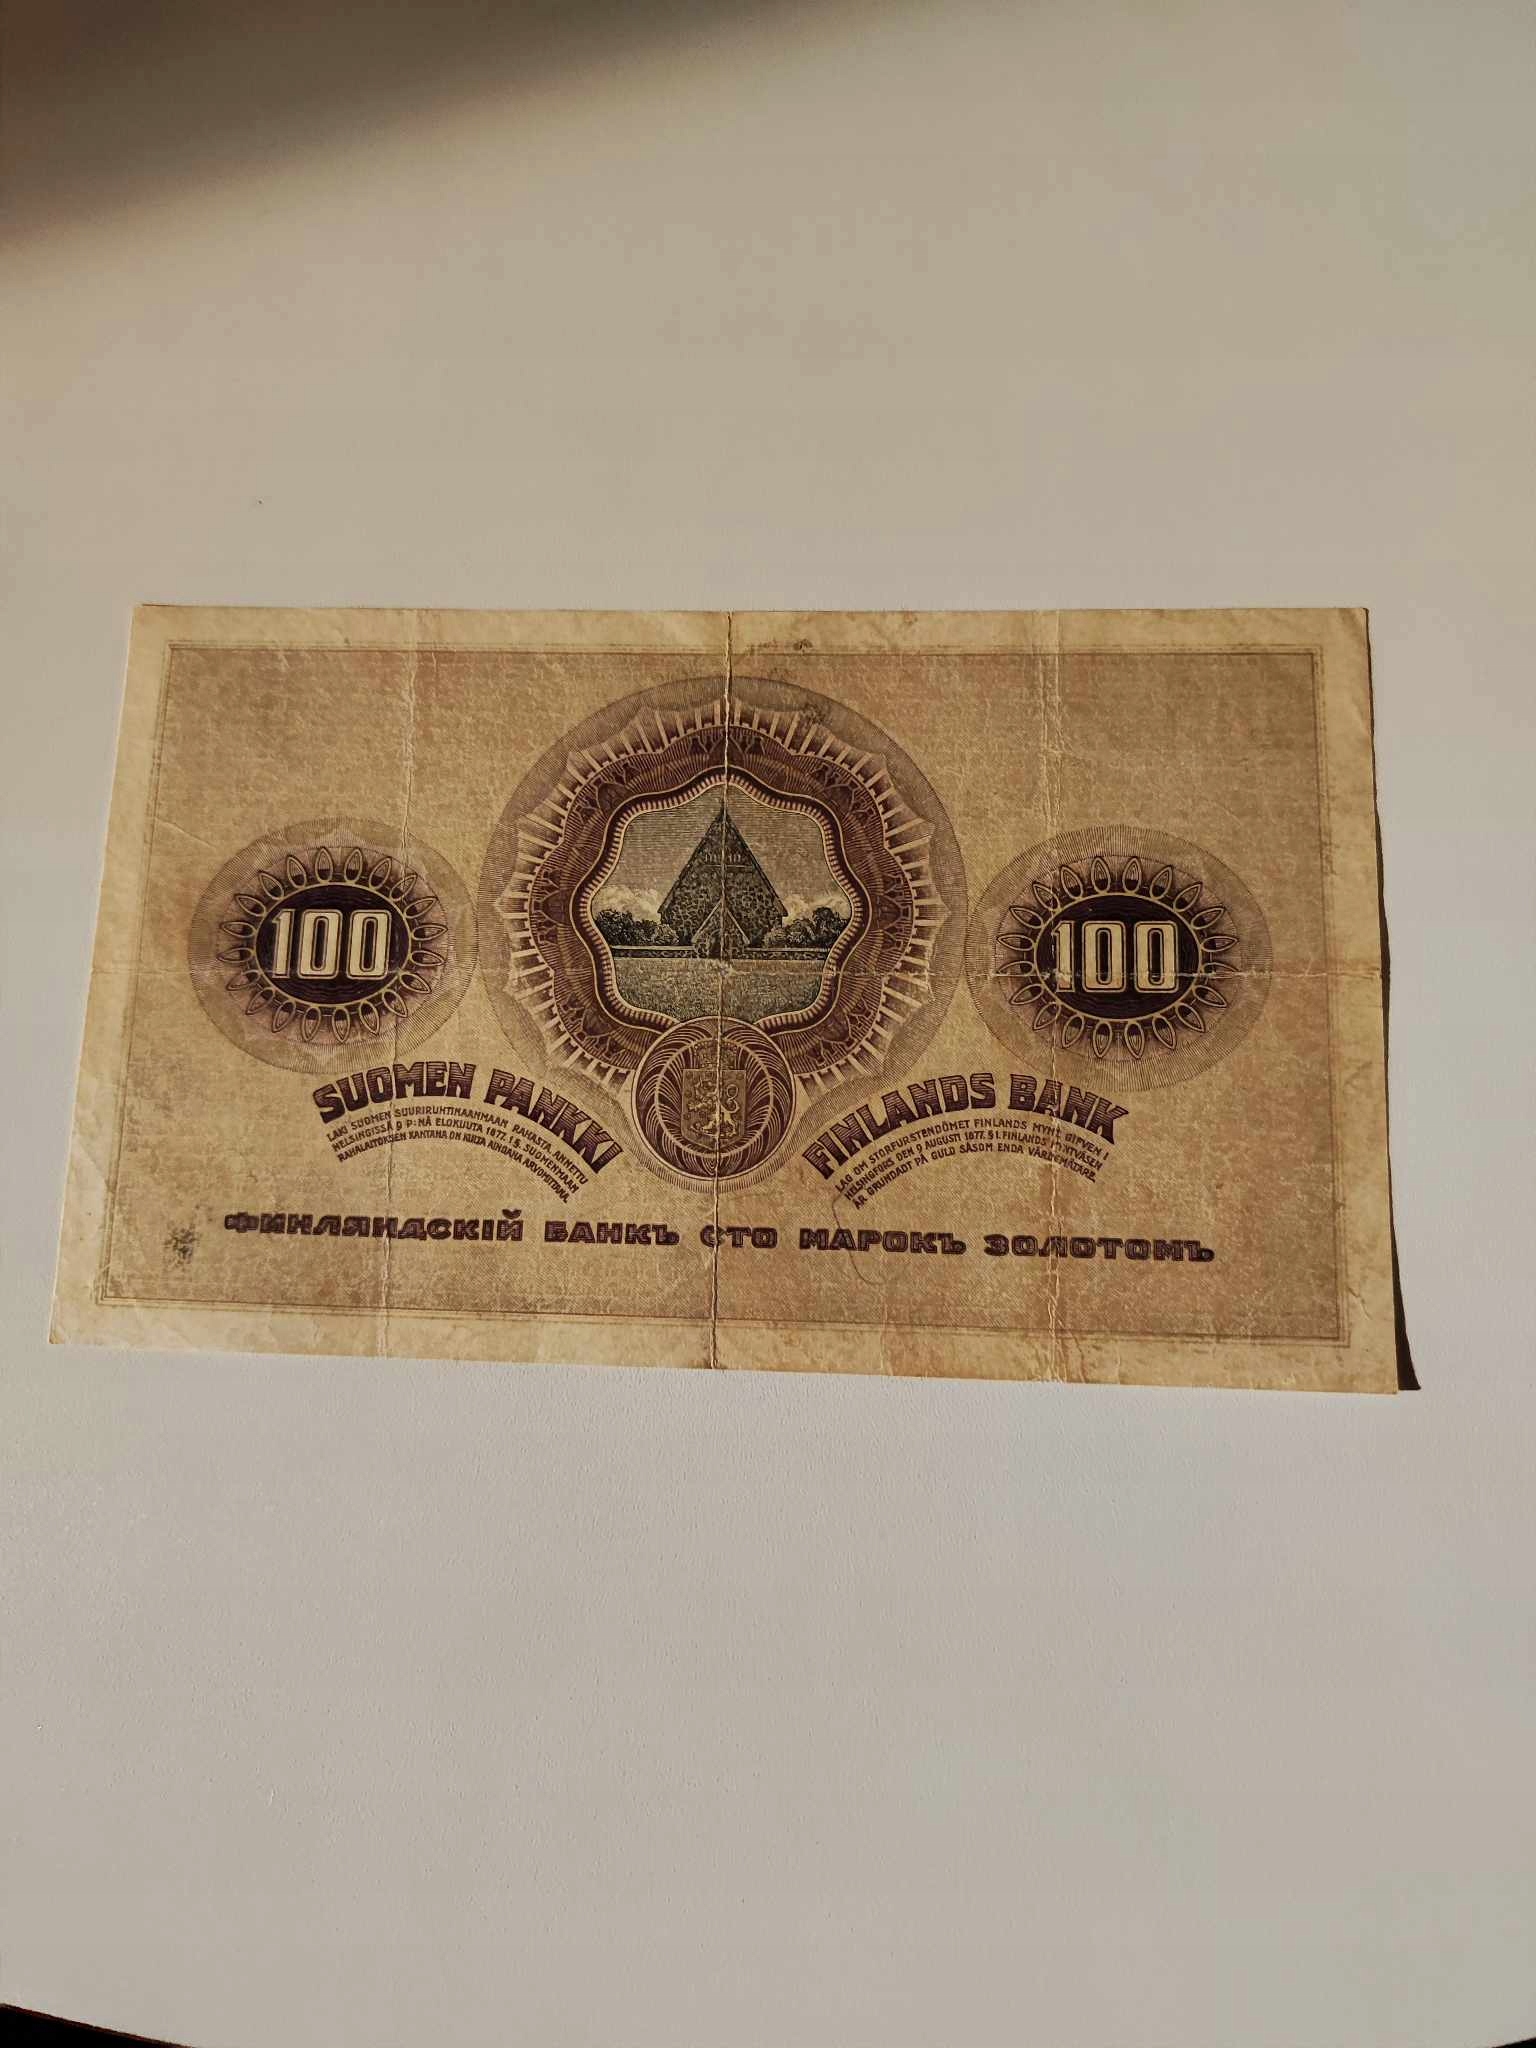 100
100
SUOMEN PANKKI
LAKI SUOMEN SUURIRUHTINAANMAAN RAHASTA, ANNETTU
HELSINGISSÄ 9 P:NÄ ELOKUUTA 1877. 1 §. SUOMENMAAN
RAHALAITOKSEN KANTANA ON KULTA AINOANA ARVOMITTANA.
FINLANDS BANK
LAG OM STORFURSTENDÖMET FINLANDS MYNT GIFVEN I
HELSINGFORS DEN 9 AUGUSTI 1877. § 1. FINLANDS MYNTVÄSEN
ÄR GRUNDADT PÅ GULD SÅSOM ENDA VÄRDEMÄTARE.
ФИНЛЯНДСКІЙ БАНКЪ СТО МАРОКЪ ЗОЛОТОМЪ